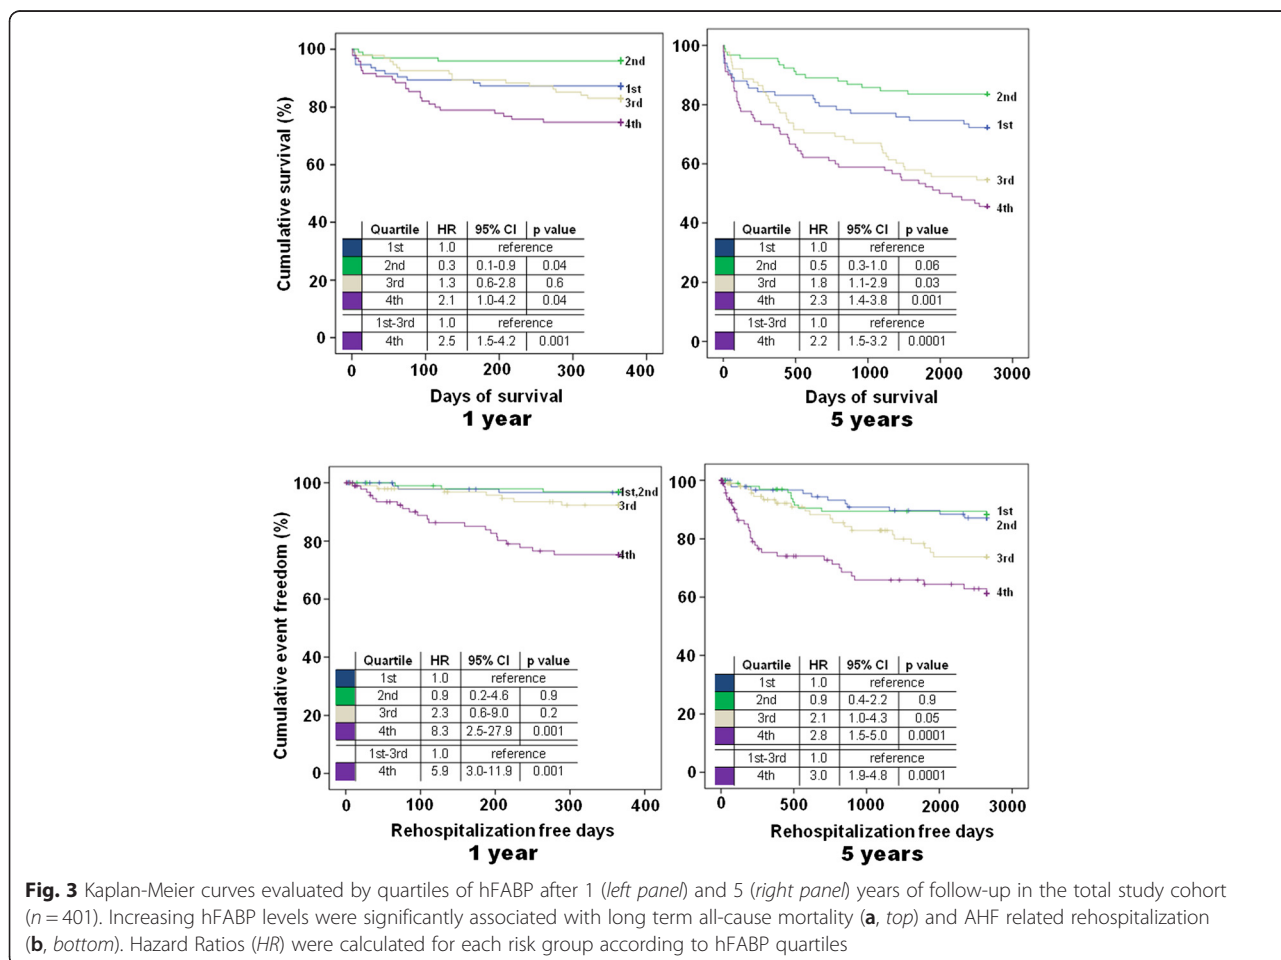 100
80
60
40
20
0
Cumulative survival (%)
2nd
1st
3rd
4th
Quartile HR 95% CI p value
1st 1.0 reference
2nd 0.3 0.1-0.9 0.04
3rd 1.3 0.6-2.8 0.6
4th 2.1 1.0-4.2 0.04
1st-3rd 1.0 reference
4th 2.5 1.5-4.2 0.001
0 100 200 300 400
Days of survival
1 year
100
80
60
40
20
0
2nd
1st
3rd
4th
Quartile HR 95% CI p value
1st 1.0 reference
2nd 0.5 0.3-1.0 0.06
3rd 1.8 1.1-2.9 0.03
4th 2.3 1.4-3.8 0.001
1st-3rd 1.0 reference
4th 2.2 1.5-3.2 0.0001
0 500 1000 2000 3000
Days of survival
5 years
100
80
60
40
20
0
Cumulative event freedom (%)
1st,2nd
3rd
4th
Quartile HR 95% CI p value
1st 1.0 reference
2nd 0.9 0.2-4.6 0.9
3rd 2.3 0.6-9.0 0.2
4th 8.3 2.5-27.9 0.001
1st-3rd 1.0 reference
4th 5.9 3.0-11.9 0.001
0 100 200 300 400
Rehospitalization free days
1 year
100
80
60
40
20
0
1st
2nd
3rd
4th
Quartile HR 95% CI p value
1st 1.0 reference
2nd 0.9 0.4-2.2 0.9
3rd 2.1 1.0-4.3 0.05
4th 2.8 1.5-5.0 0.0001
1st-3rd 1.0 reference
4th 3.0 1.9-4.8 0.0001
0 500 1000 2000 3000
Rehospitalization free days
5 years
Fig. 3 Kaplan-Meier curves evaluated by quartiles of hFABP after 1 (left panel) and 5 (right panel) years of follow-up in the total study cohort
(n = 401). Increasing hFABP levels were significantly associated with long term all-cause mortality (a, top) and AHF related rehospitalization
(b, bottom). Hazard Ratios (HR) were calculated for each risk group according to hFABP quartiles